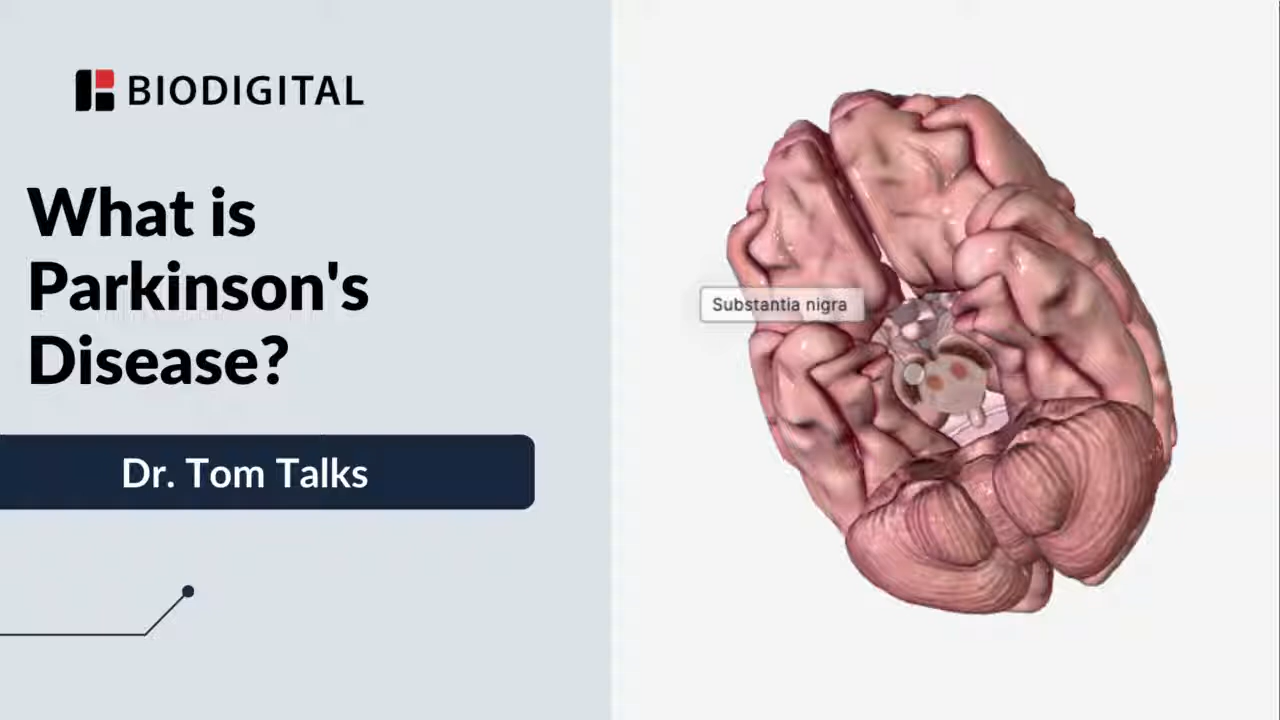 BIODIGITAL
What is
Parkinson's
Disease?
Dr. Tom Talks
Substantia nigra